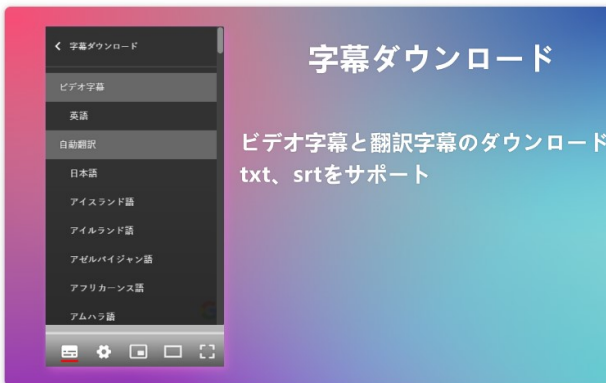 字幕ダウンロード
ビデオ字幕
英語
自動翻訳
日本語
アイスランド語
アイルランド語
アゼルバイジャン語
アフリカーンス語
アムハラ語
字幕ダウンロード
ビデオ字幕と翻訳字幕のダウンロード
txt、srtをサポート